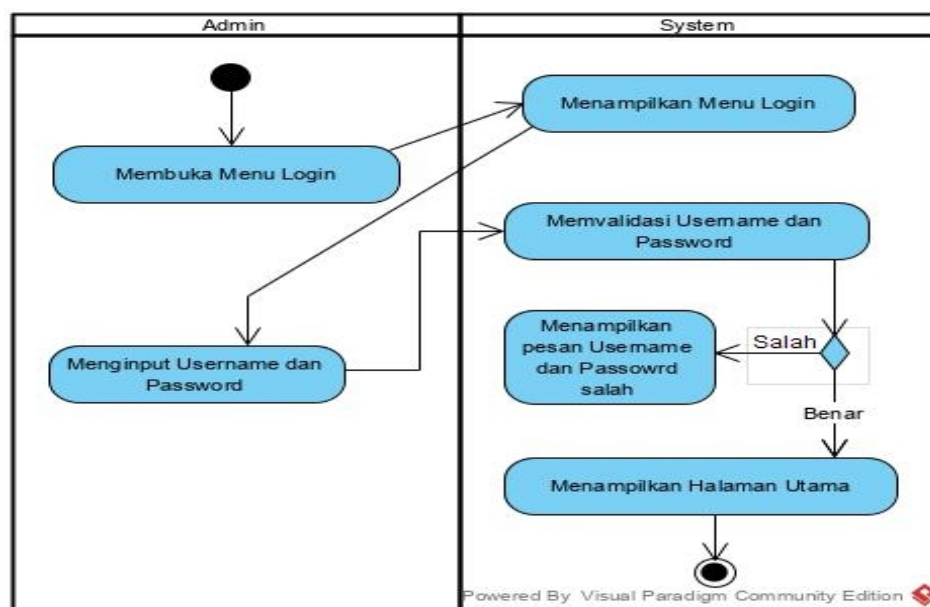 Admin
System
Menampilkan Menu Login
Membuka Menu Login
Memvalidasi Username dan
Password
Menampilkan
pesan Username
dan Passowrd
salah
Salah
Menginput Username dan
Password
Benar
Menampilkan Halaman Utama
Powered By Visual Paradigm Community Edition